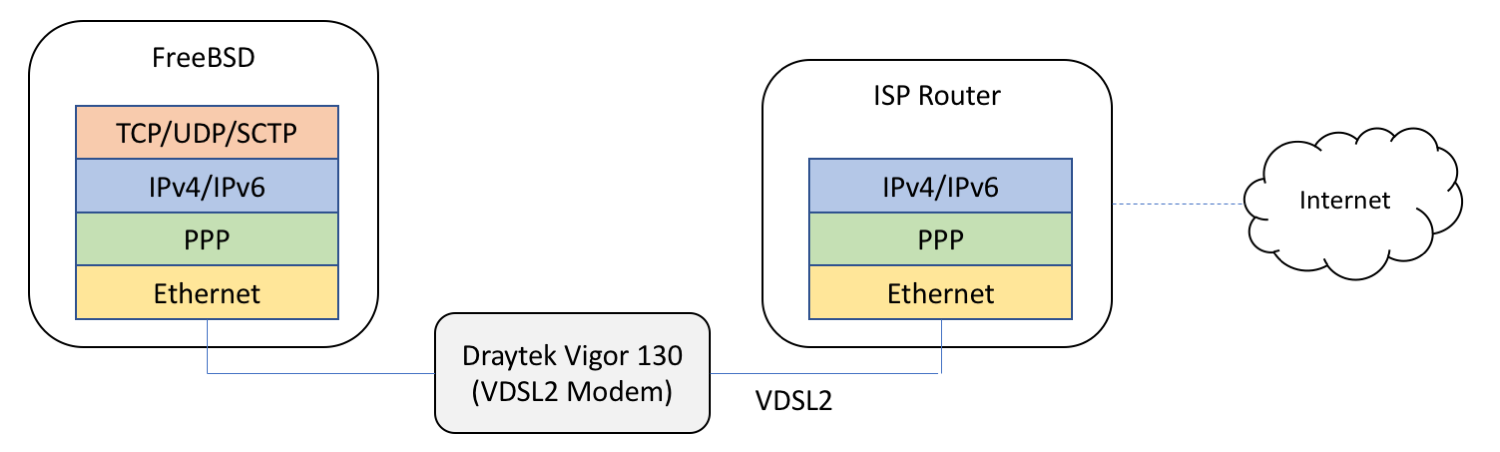 FreeBSD
TCP/UDP/SCTP
IPv4/IPv6
PPP
Ethernet
Draytek Vigor 130
(VDSL2 Modem)
VDSL2
ISP Router
IPv4/IPv6
PPP
Ethernet
Internet